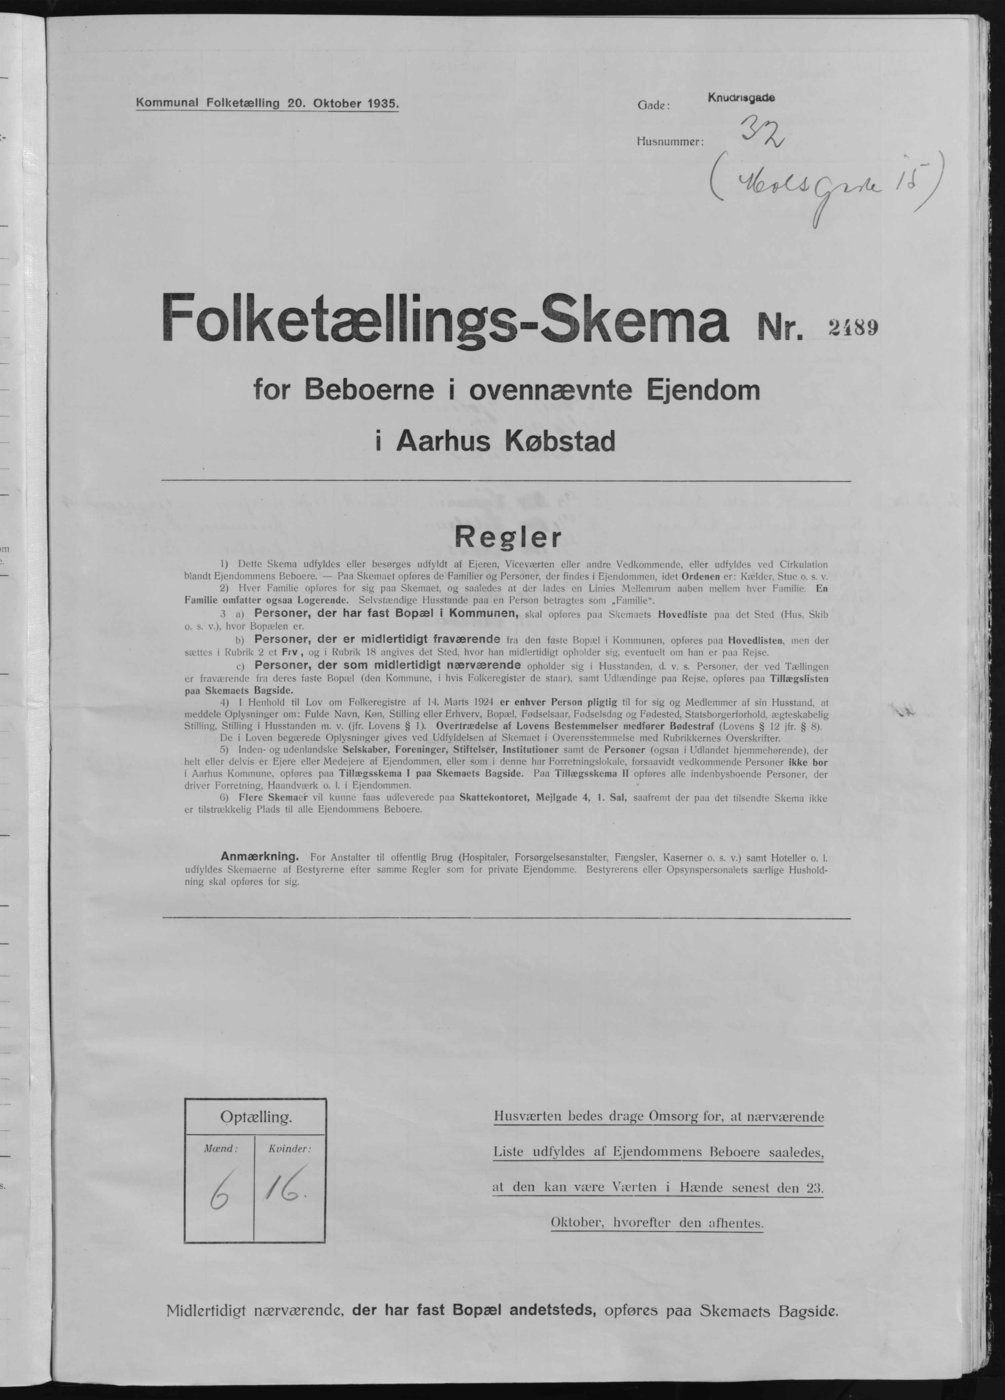 Kommunal Folketælling 20. Oktober 1935.
Gade: Knudrisgade
Husnummer: 32
(Molsgade 15)
Folketællings-Skema Nr. 2489
for Beboerne i ovennævnte Ejendom
i Aarhus Købstad
Regler
1) Dette Skema udfyldes eller besørges udfyldt af Ejeren, Viceværten eller andre Vedkommende, eller udfyldes ved Cirkulation
blandt Ejendommens Beboere. — Paa Skemaet opføres de Familier og Personer, der findes i Ejendommen, idet Ordenen er: Kælder, Stue o. s. v.
2) Hver Familie opføres for sig paa Skemaet, og saaledes at der lades en Linies Mellemrum aaben mellem hver Familie. En
Familie omfatter ogsaa Logerende. Selvstændige Husstande paa en Person betragtes som „Familie“.
3 a) Personer, der har fast Bopæl i Kommunen, skal opføres paa Skemaets Hovedliste paa det Sted (Hus, Skib
o. s. v.), hvor Bopælen er.
b) Personer, der er midlertidigt fraværende fra den faste Bopæl i Kommunen, opføres paa Hovedlisten, men der
sættes i Rubrik 2 et Frv, og i Rubrik 18 angives det Sted, hvor han midlertidigt opholder sig, eventuelt om han er paa Rejse.
c) Personer, der som midlertidigt nærværende opholder sig i Husstanden, d. v. s. Personer, der ved Tællingen
er fraværende fra deres faste Bopæl (den Kommune, i hvis Folkeregister de staar), samt Udlændinge paa Rejse, opføres paa Tillægslisten
paa Skemaets Bagside.
4) I Henhold til Lov om Folkeregistre af 14. Marts 1924 er enhver Person pligtig til for sig og Medlemmer af sin Husstand, at
meddele Oplysninger om: Fulde Navn, Køn, Stilling eller Erhverv, Bopæl, Fødselsaar, Fødselsdag og Fødested, Statsborgerforhold, ægteskabelig
Stilling, Stilling i Husstanden m. v. (jfr. Lovens § 1). Overtrædelse af Lovens Bestemmelser medfører Bødestraf (Lovens § 12 jfr. § 8).
De i Loven begærede Oplysninger gives ved Udfyldelsen af Skemaet i Overensstemmelse med Rubrikkernes Overskrifter.
5) Inden- og udenlandske Selskaber, Foreninger, Stiftelser, Institutioner samt de Personer (ogsaa i Udlandet hjemmehørende), der
helt eller delvis er Ejere eller Medejere af Ejendommen, eller som i denne har Forretningslokale, forsaavidt vedkommende Personer ikke bor
i Aarhus Kommune, opføres paa Tillægsskema I paa Skemaets Bagside. Paa Tillægsskema II opføres alle indenbysboende Personer, der
driver Forretning, Haandværk o. l. i Ejendommen.
6) Flere Skemaer vil kunne faas udleverede paa Skattekontoret, Mejlgade 4, 1. Sal, saafremt der paa det tilsendte Skema ikke
er tilstrækkelig Plads til alle Ejendommens Beboere.
Anmærkning. For Anstalter til offentlig Brug (Hospitaler, Forsørgelsesanstalter, Fængsler, Kaserner o. s. v.) samt Hoteller o. l.
udfyldes Skemaerne af Bestyrerne efter samme Regler som for private Ejendomme. Bestyrerens eller Opsynspersonalets særlige Hushold-
ning skal opføres for sig.
Optælling.
Mænd: Kvinder:
6 16.
Husværten bedes drage Omsorg for, at nærværende
Liste udfyldes af Ejendommens Beboere saaledes,
at den kan være Værten i Hænde senest den 23.
Oktober, hvorefter den afhentes.
Midlertidigt nærværende, der har fast Bopæl andetsteds, opføres paa Skemaets Bagside.